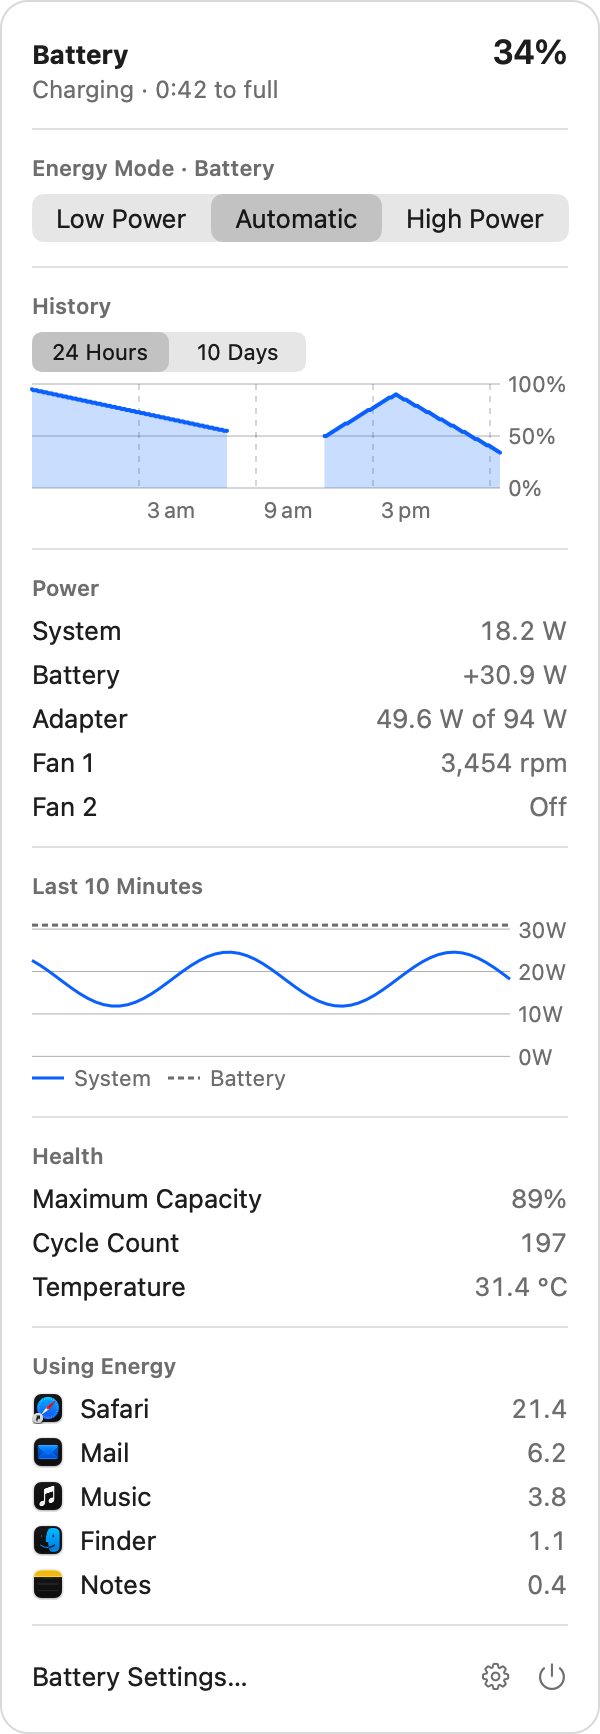 Battery 34%
Charging · 0:42 to full
Energy Mode · Battery
Low Power Automatic High Power
History
24 Hours 10 Days
100%
50%
0%
3 am 9 am 3 pm
Power
System 18.2 W
Battery +30.9 W
Adapter 49.6 W of 94 W
Fan 1 3,454 rpm
Fan 2 Off
Last 10 Minutes
30W
20W
10W
0W
System Battery
Health
Maximum Capacity 89%
Cycle Count 197
Temperature 31.4 °C
Using Energy
Safari 21.4
Mail 6.2
Music 3.8
Finder 1.1
Notes 0.4
Battery Settings...